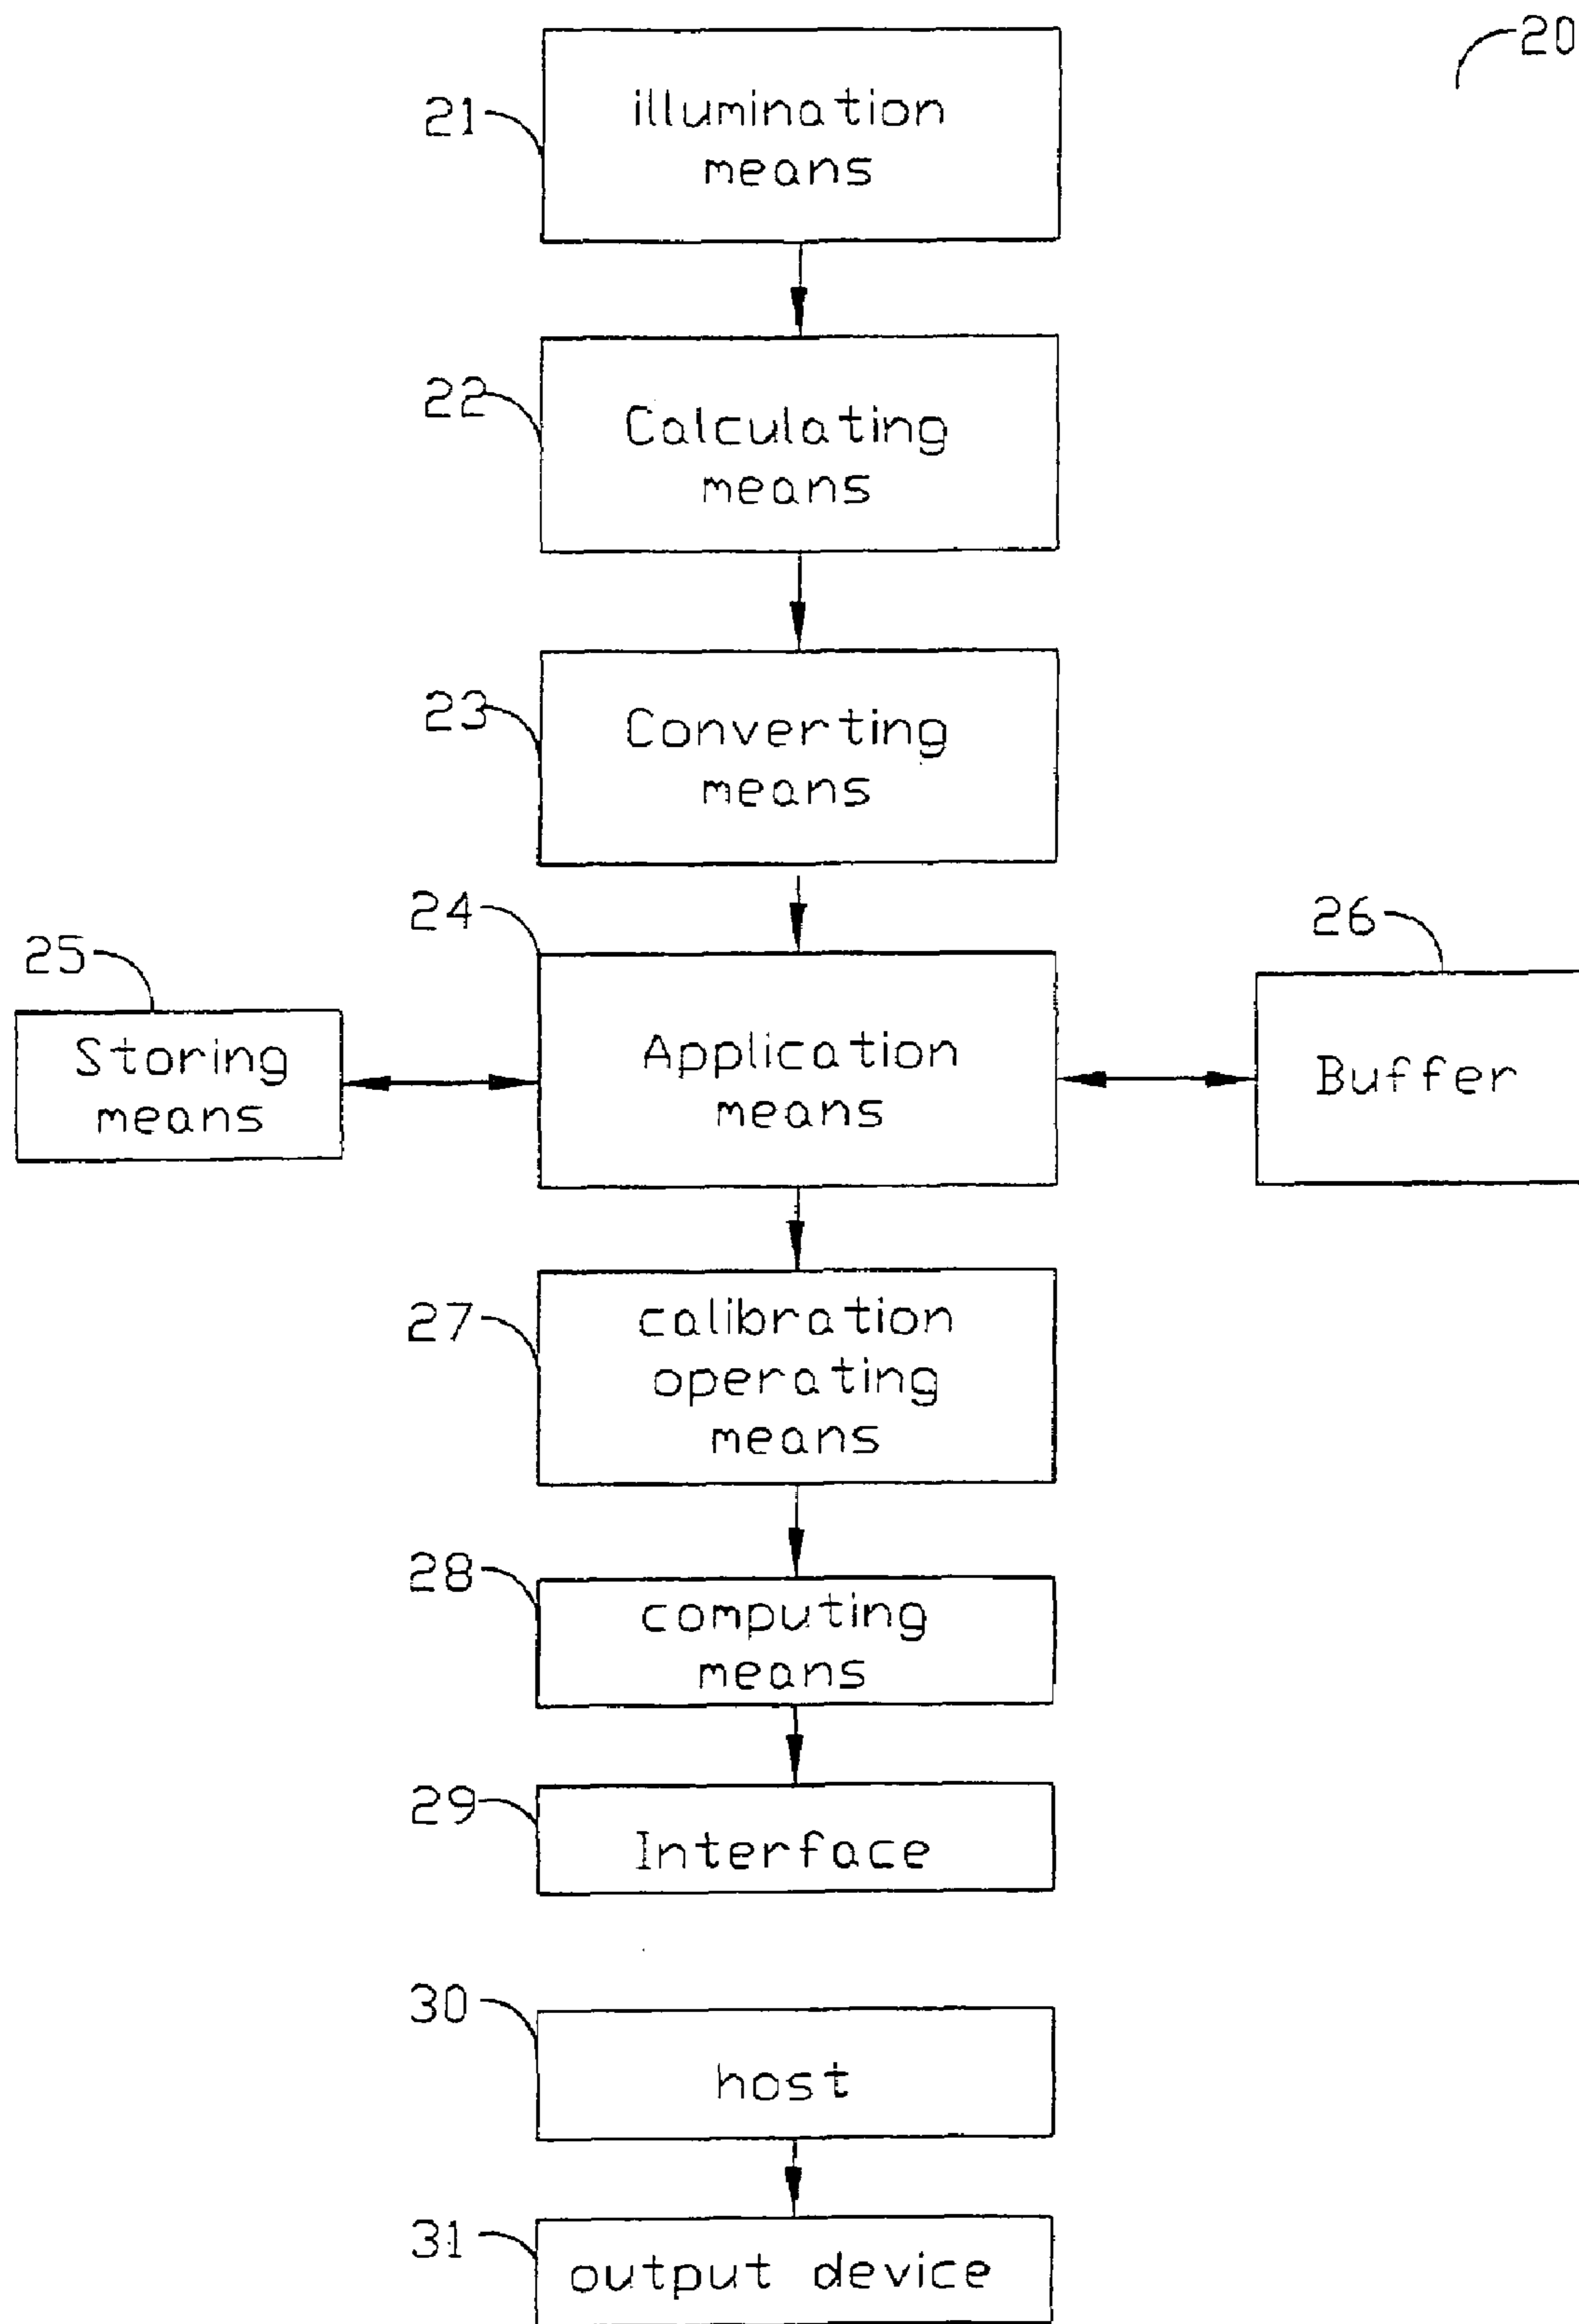 20
21
illumination
means
22
Calculating
means
23
Converting
means
24
25
26
Storing
means
Application
means
Buffer
27
calibration
operating
means
28
computing
means
29
Interface
30
host
31
output device